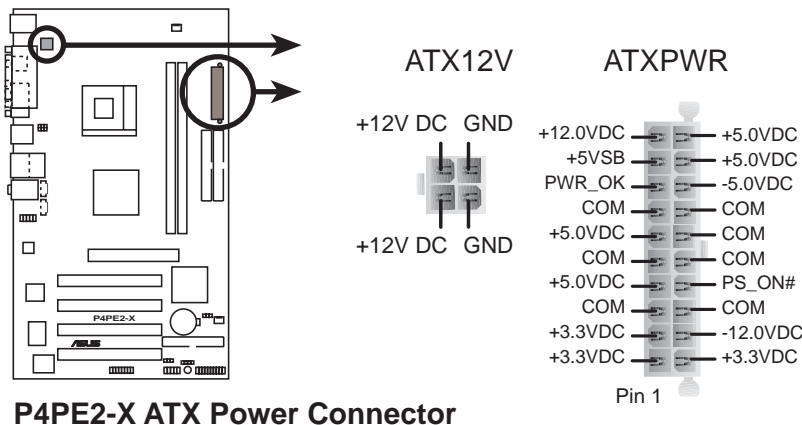 ATX12V
+12V DC GND
+12V DC GND
ATXPWR
+12.0VDC +5.0VDC
+5VSB +5.0VDC
PWR_OK -5.0VDC
COM COM
+5.0VDC COM
COM COM
+5.0VDC PS_ON#
COM COM
+3.3VDC -12.0VDC
+3.3VDC +3.3VDC
Pin 1
P4PE2-X
ASUS
P4PE2-X ATX Power Connector